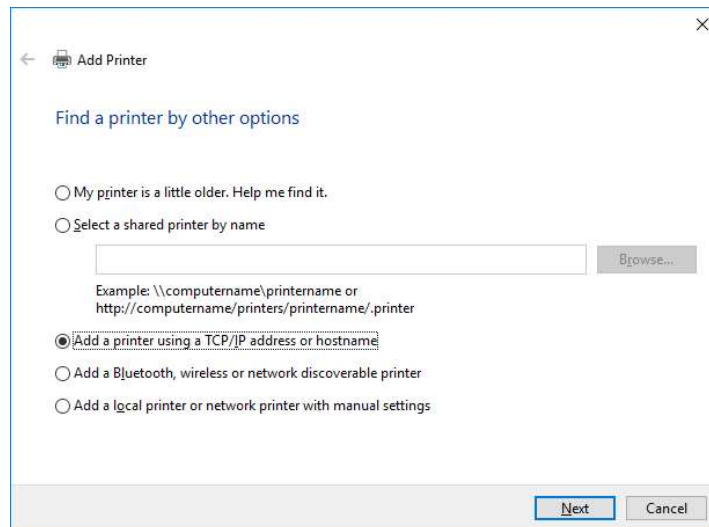 Add Printer
Find a printer by other options
My printer is a little older. Help me find it.
Select a shared printer by name
Browse...
Example: \\computername\printername or
http://computername/printers/printername/.printer
Add a printer using a TCP/IP address or hostname
Add a Bluetooth, wireless or network discoverable printer
Add a local printer or network printer with manual settings
Next Cancel